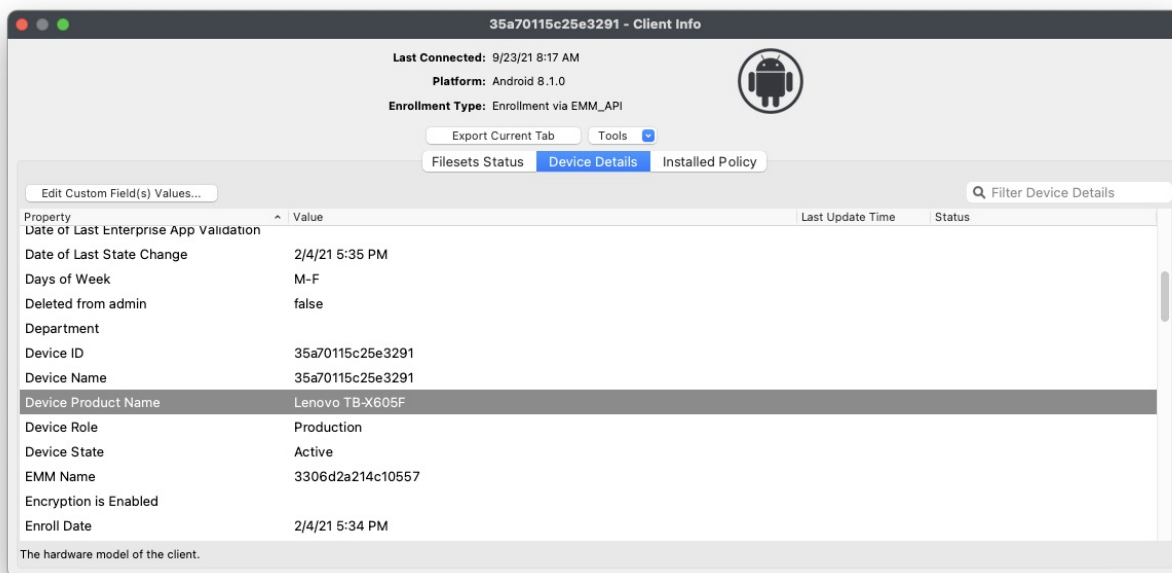 35a70115c25e3291 - Client Info
Last Connected: 9/23/21 8:17 AM
Platform: Android 8.1.0
Enrollment Type: Enrollment via EMM_API
Export Current Tab Tools
Filesets Status Device Details Installed Policy
Edit Custom Field(s) Values... Filter Device Details
Property Value Last Update Time Status
Date of Last Enterprise App Validation
Date of Last State Change 2/4/21 5:35 PM
Days of Week M-F
Deleted from admin false
Department
Device ID 35a70115c25e3291
Device Name 35a70115c25e3291
Device Product Name Lenovo TB-X605F
Device Role Production
Device State Active
EMM Name 3306d2a214c10557
Encryption is Enabled
Enroll Date 2/4/21 5:34 PM
The hardware model of the client.